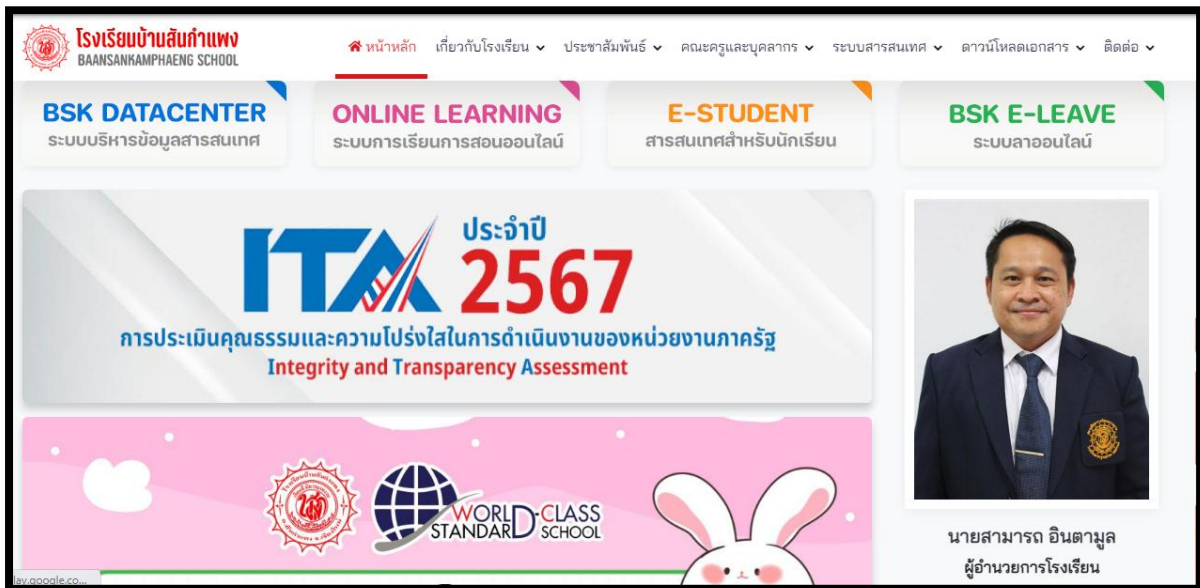 โรงเรียนบ้านสันกำแพง
BAANSANKAMPHAENG SCHOOL
หน้าหลัก เกี่ยวกับโรงเรียน ประชาสัมพันธ์ คณะครูและบุคลากร ระบบสารสนเทศ ดาวน์โหลดเอกสาร ติดต่อ
BSK DATACENTER
ระบบบริหารข้อมูลสารสนเทศ
ONLINE LEARNING
ระบบการเรียนการสอนออนไลน์
E-STUDENT
สารสนเทศสำหรับนักเรียน
BSK E-LEAVE
ระบบลาออนไลน์
ITA ประจำปี
2567
การประเมินคุณธรรมและความโปร่งใสในการดำเนินงานของหน่วยงานภาครัฐ
Integrity and Transparency Assessment
WORLD-CLASS
STANDARD SCHOOL
นายสามารถ อินตามูล
ผู้อำนวยการโรงเรียน
lay.google.co...